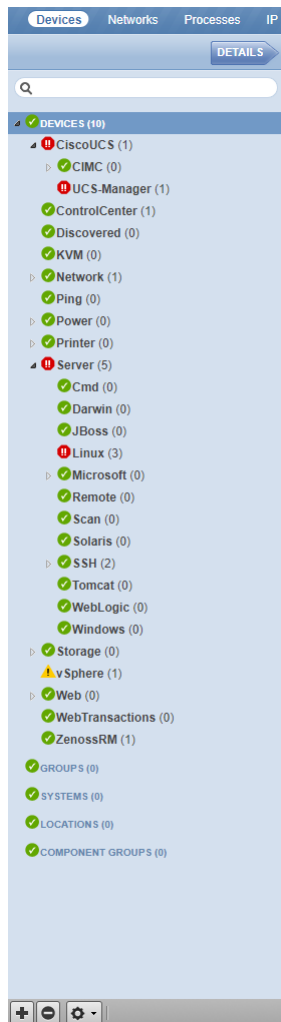 Devices Networks Processes IP
DETAILS
DEVICES (10)
CiscoUCS (1)
CIMC (0)
UCS-Manager (1)
ControlCenter (1)
Discovered (0)
KVM (0)
Network (1)
Ping (0)
Power (0)
Printer (0)
Server (5)
Cmd (0)
Darwin (0)
JBoss (0)
Linux (3)
Microsoft (0)
Remote (0)
Scan (0)
Solaris (0)
SSH (2)
Tomcat (0)
WebLogic (0)
Windows (0)
Storage (0)
vSphere (1)
Web (0)
WebTransactions (0)
ZenossRM (1)
GROUPS (0)
SYSTEMS (0)
LOCATIONS (0)
COMPONENT GROUPS (0)